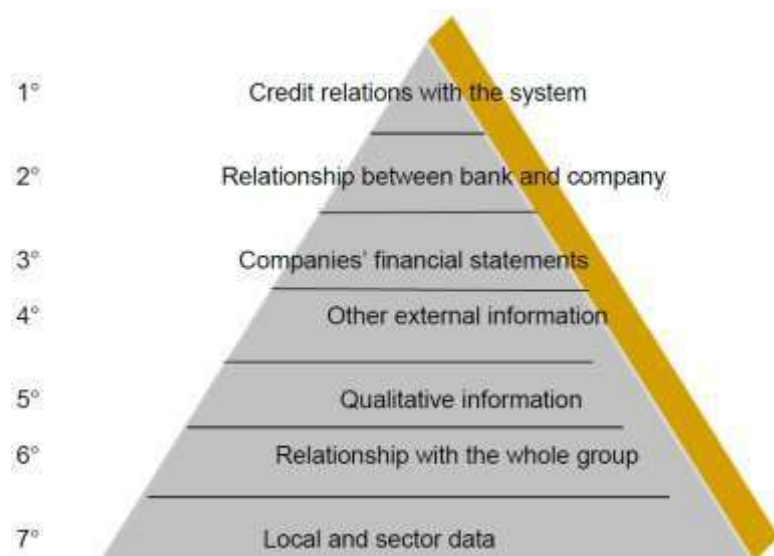 1° Credit relations with the system
2° Relationship between bank and company
3° Companies' financial statements
4° Other external information
5° Qualitative information
6° Relationship with the whole group
7° Local and sector data